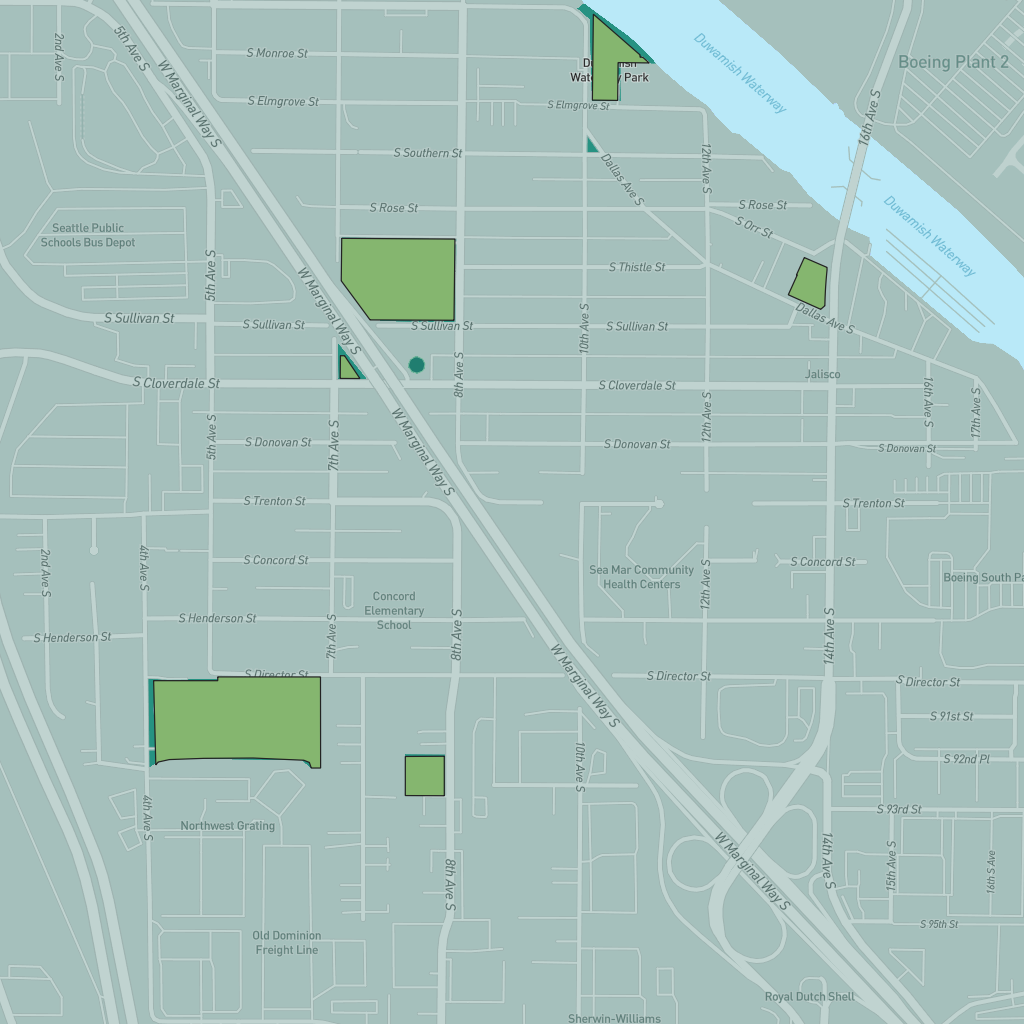 2nd Ave S
5th Ave S
W Marginal Way S
S Monroe St
S Elmgrove St
S Southern St
S Rose St
Duwamish
Waterway Park
S Elmgrove St
Duwamish Waterway
Boeing Plant 2
16th Ave S
12th Ave S
Dallas Ave S
S Rose St
S Orr St
Duwamish Waterway
Seattle Public
Schools Bus Depot
5th Ave S
W Marginal Way S
S Thistle St
S Sullivan St
S Sullivan St
S Sullivan St
S Sullivan St
10th Ave S
Dallas Ave S
8th Ave S
Jalisco
S Cloverdale St
S Cloverdale St
16th Ave S
17th Ave S
12th Ave S
5th Ave S
7th Ave S
W Marginal Way S
S Donovan St
S Donovan St
S Donovan St
S Trenton St
S Trenton St
2nd Ave S
4th Ave S
S Concord St
S Concord St
Sea Mar Community
Health Centers
12th Ave S
Boeing South Pa
Concord
Elementary
School
S Henderson St
S Henderson St
7th Ave S
8th Ave S
14th Ave S
W Marginal Way S
S Director St
S Director St
S Director St
S 91st St
10th Ave S
S 92nd Pl
4th Ave S
Northwest Grating
S 93rd St
W Marginal Way S
14th Ave S
15th Ave S
16th S Ave
8th Ave S
S 95th St
Old Dominion
Freight Line
Royal Dutch Shell
Sherwin-Williams